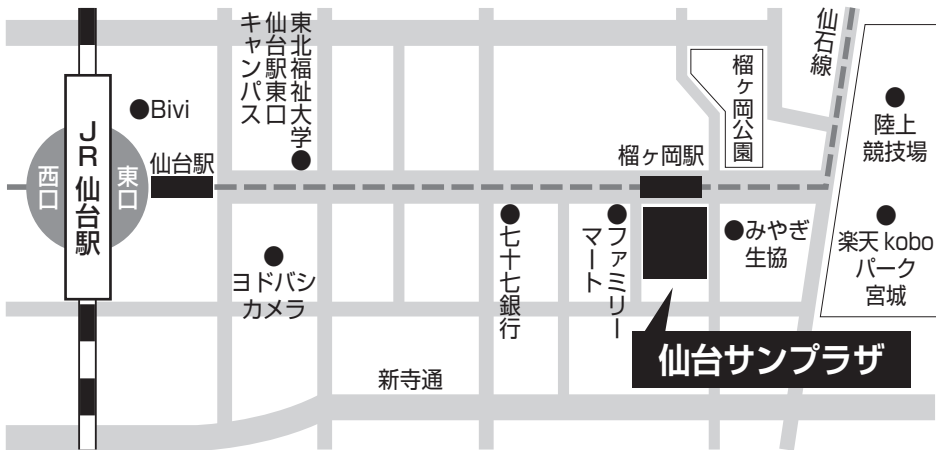 JR仙台駅
西口
東口
Bivi
仙台駅
東北福祉大学
仙台駅東口
キャンパス
ヨドバシ
カメラ
七十七銀行
ファミリー
マート
榴ヶ岡駅
榴ヶ岡公園
みやぎ
生協
仙石線
陸上
競技場
楽天 kobo
パーク
宮城
仙台サンプラザ
新寺通